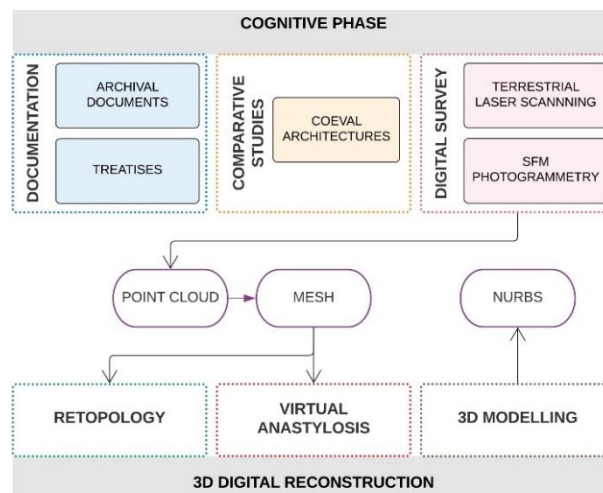 COGNITIVE PHASE
DOCUMENTATION
ARCHIVAL
DOCUMENTS
TREATISES
COMPARATIVE
STUDIES
COEVAL
ARCHITECTURES
DIGITAL SURVEY
TERRESTRIAL
LASER SCANNNING
SFM
PHOTOGRAMMETRY
POINT CLOUD
MESH
NURBS
RETOPOLOGY
VIRTUAL
ANASTYLOSIS
3D MODELLING
3D DIGITAL RECONSTRUCTION